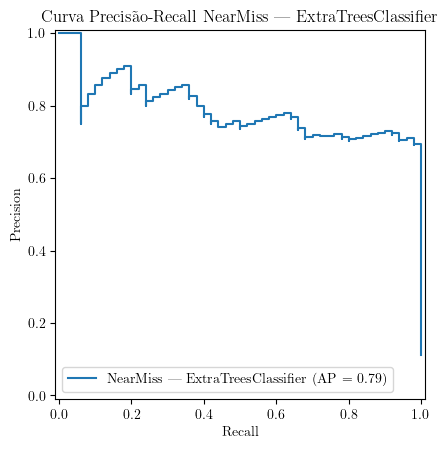 Curva Precisão-Recall NearMiss — ExtraTreesClassifier
1.0
0.8
0.6
0.4
0.2
0.0
Precision
NearMiss — ExtraTreesClassifier (AP = 0.79)
0.0 0.2 0.4 0.6 0.8 1.0
Recall